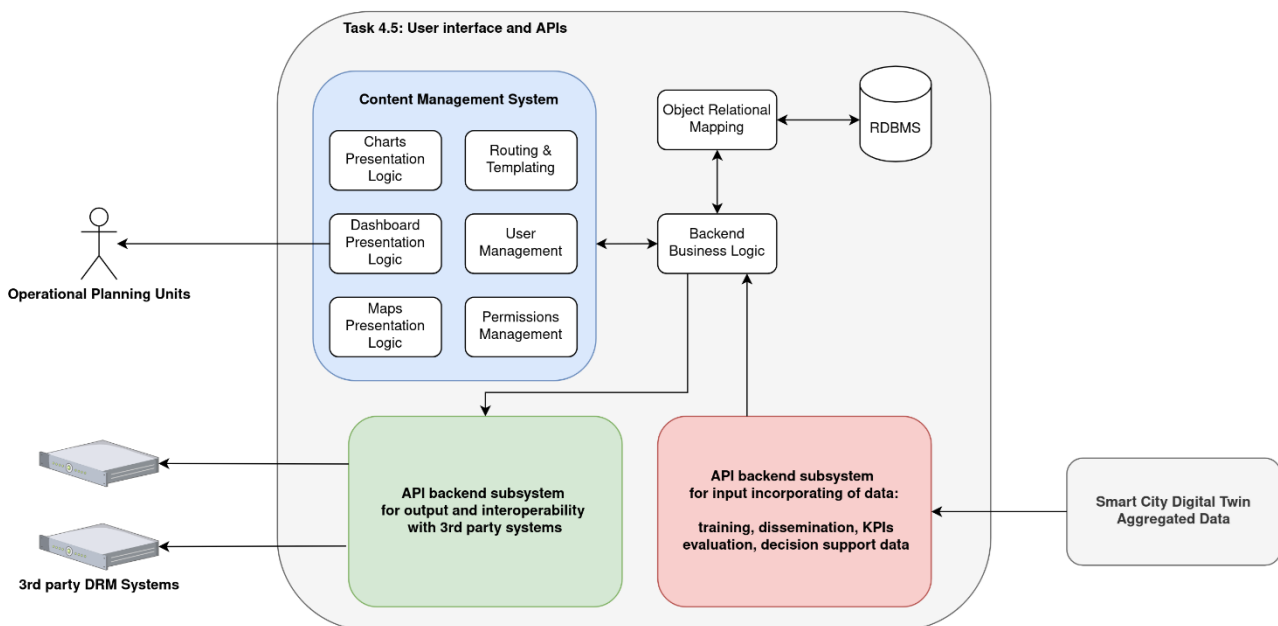 Task 4.5: User interface and APIs
Content Management System
Charts
Presentation
Logic
Routing &
Templating
Dashboard
Presentation
Logic
User
Management
Maps
Presentation
Logic
Permissions
Management
Object Relational
Mapping
RDBMS
Backend
Business Logic
Operational Planning Units
API backend subsystem
for output and interoperability
with 3rd party systems
API backend subsystem
for input incorporating of data:
training, dissemination, KPIs
evaluation, decision support data
Smart City Digital Twin
Aggregated Data
3rd party DRM Systems